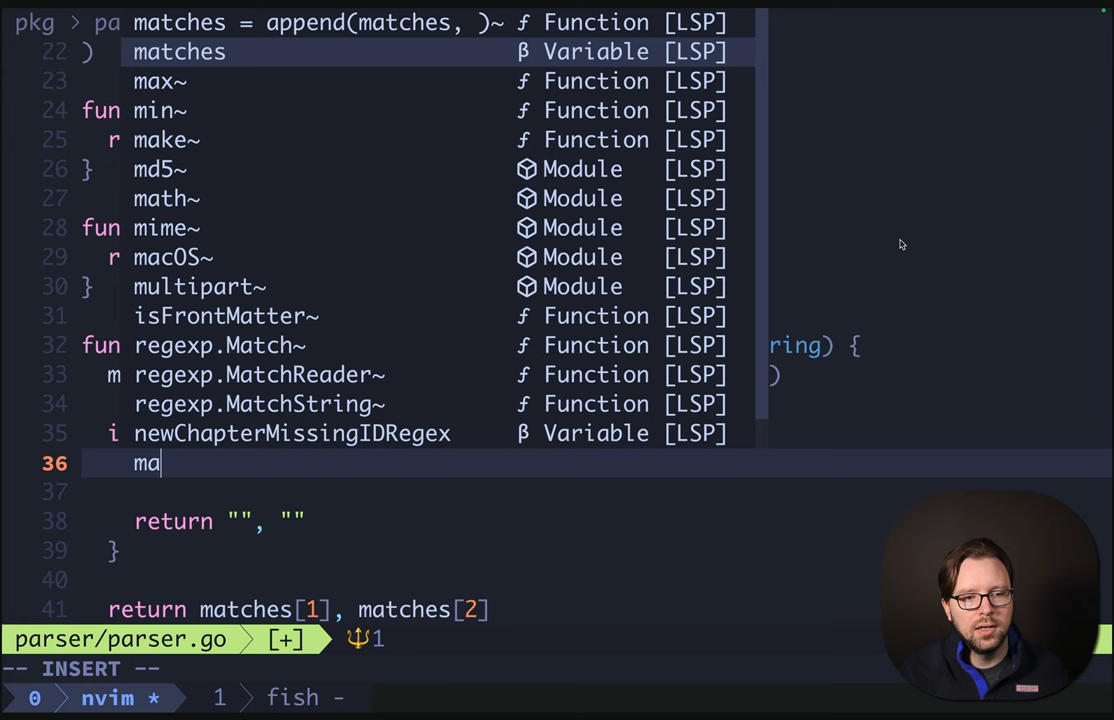 pkg > pa matches = append(matches, )~ ƒ Function [LSP]
22 ) matches β Variable [LSP]
23 max~ ƒ Function [LSP]
24 fun min~ ƒ Function [LSP]
25 r make~ ƒ Function [LSP]
26 } md5~ Module [LSP]
27 math~ Module [LSP]
28 fun mime~ Module [LSP]
29 r macOS~ Module [LSP]
30 } multipart~ Module [LSP]
31 isFrontMatter~ ƒ Function [LSP]
32 fun regexp.Match~ ƒ Function [LSP] ring) {
33 m regexp.MatchReader~ ƒ Function [LSP] )
34 regexp.MatchString~ ƒ Function [LSP]
35 i newChapterMissingIDRegex β Variable [LSP]
36 ma
37
38 return "", ""
39 }
40
41 return matches[1], matches[2]
parser/parser.go [+] 🔱1
-- INSERT --
0 nvim * 1 fish -